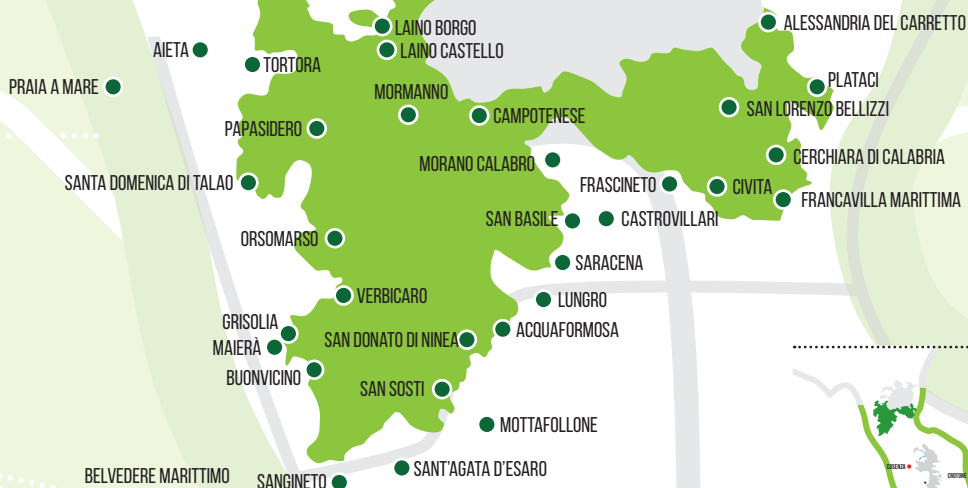 ALESSANDRIA DEL CARRETTO
LAINO BORGO
AIETA
LAINO CASTELLO
TORTORA
PLATACI
PRAIA A MARE
MORMANNO
SAN LORENZO BELLIZZI
CAMPOTENESE
PAPASIDERO
CERCHIARA DI CALABRIA
MORANO CALABRO
SANTA DOMENICA DI TALAO
FRASCINETO
CIVITA
FRANCAVILLA MARITTIMA
SAN BASILE
CASTROVILLARI
ORSOMARSO
SARACENA
VERBICARO
LUNGRO
GRISOLIA
ACQUAFORMOSA
SAN DONATO DI NINEA
MAIERÀ
BUONVICINO
SAN SOSTI
MOTTAFOLLONE
SANT'AGATA D'ESARO
BELVEDERE MARITTIMO
SANGINETO
COSENZA
CROTONE